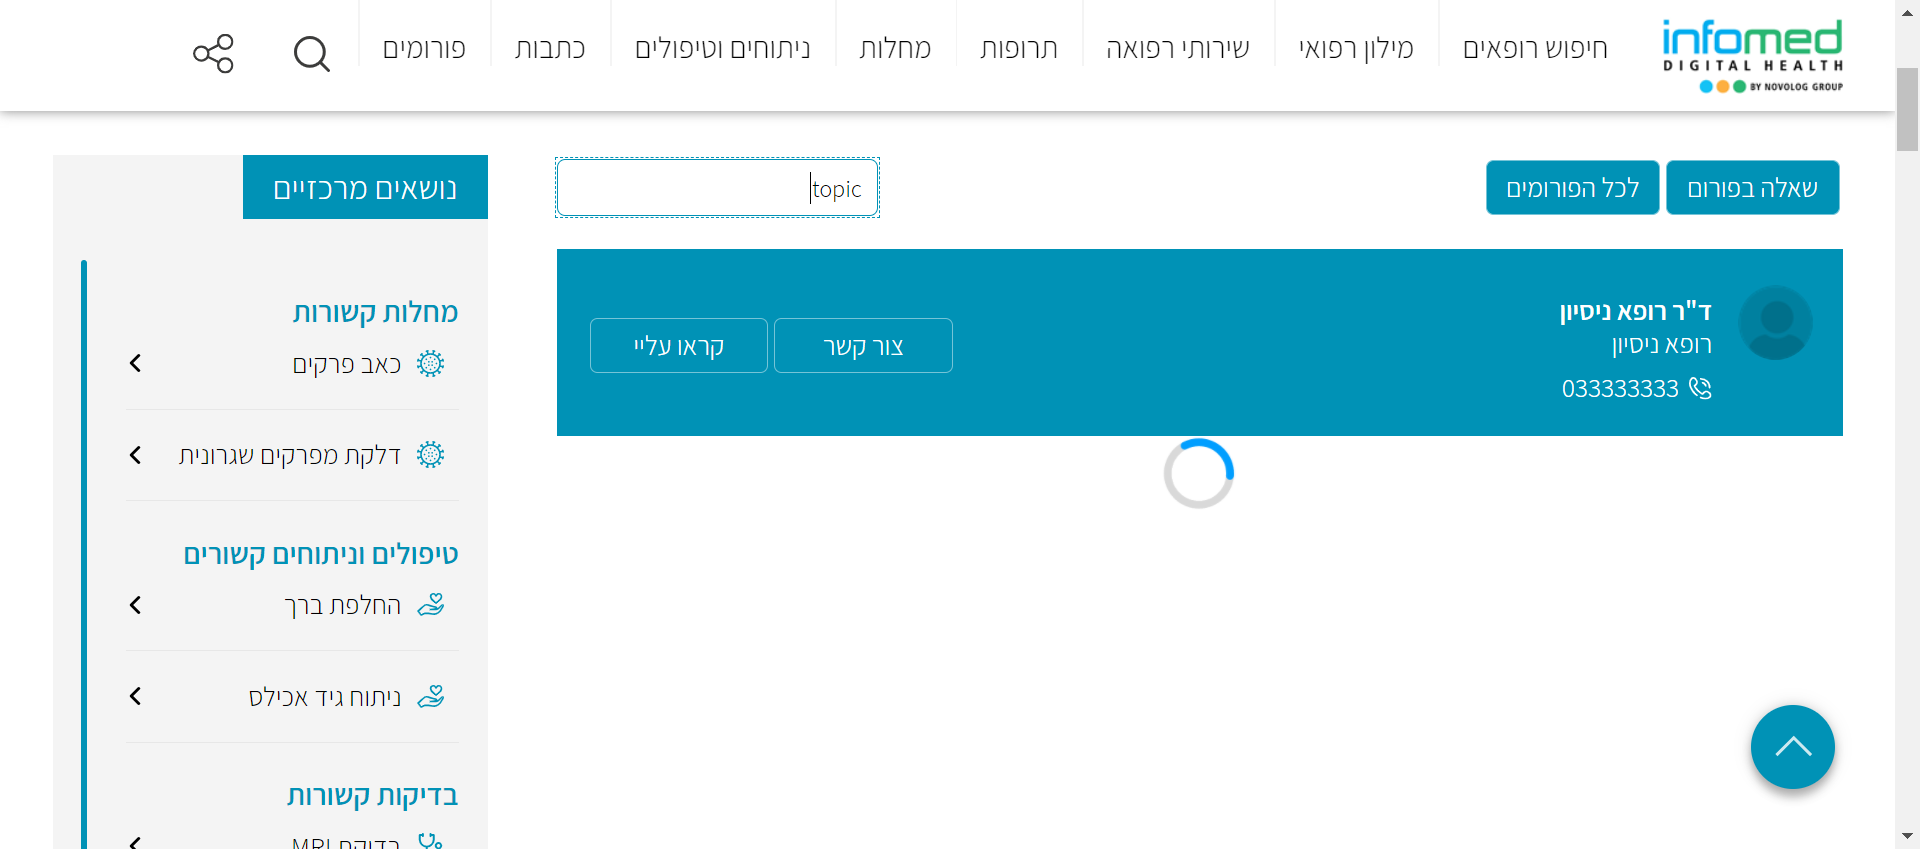 infomed
DIGITAL HEALTH
BY NOVOLOG GROUP
חיפוש רופאים
מילון רפואי
שירותי רפואה
תרופות
מחלות
ניתוחים וטיפולים
כתבות
פורומים
שאלה בפורום
לכל הפורומים
topic
ד"ר רופא ניסיון
רופא ניסיון
033333333
צור קשר
קראו עליי
נושאים מרכזיים
מחלות קשורות
כאב פרקים
דלקת מפרקים שגרונית
טיפולים וניתוחים קשורים
החלפת ברך
ניתוח גיד אכילס
בדיקות קשורות
בדיקת MRI